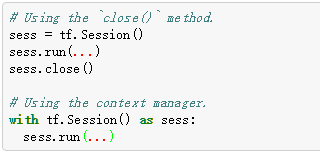 # Using the `close()` method.
sess = tf.Session()
sess.run(...)
sess.close()

# Using the context manager.
with tf.Session() as sess:
  sess.run(...)